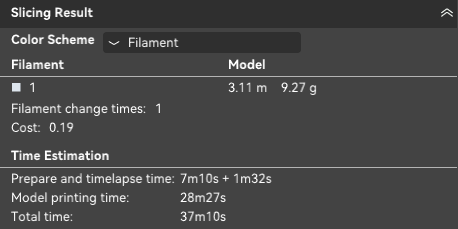 Slicing Result
Color Scheme Filament
Filament Model
1 3.11 m 9.27 g
Filament change times: 1
Cost: 0.19
Time Estimation
Prepare and timelapse time: 7m10s + 1m32s
Model printing time: 28m27s
Total time: 37m10s